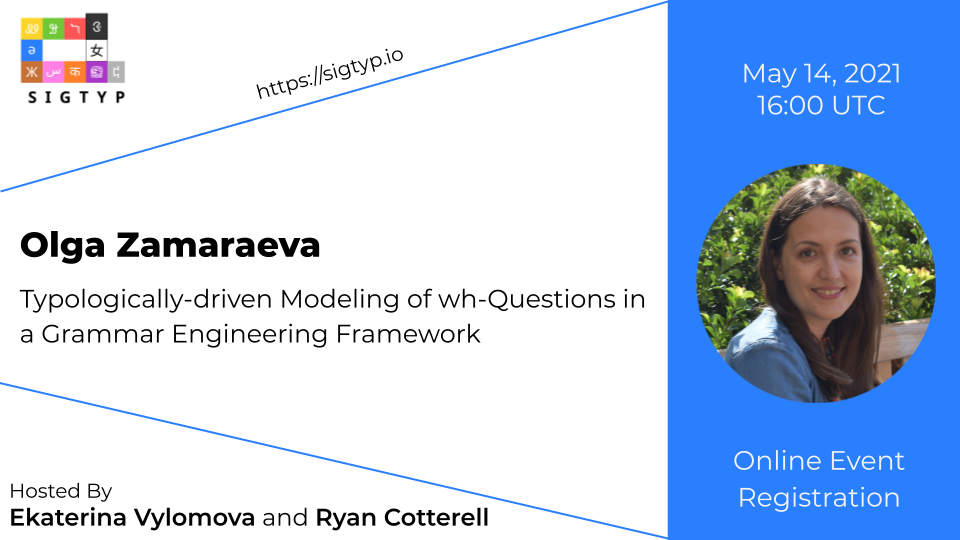 SIGTYP
https://sigtyp.io
May 14, 2021
16:00 UTC
Olga Zamaraeva
Typologically-driven Modeling of wh-Questions in
a Grammar Engineering Framework
Online Event
Registration
Hosted By
Ekaterina Vylomova and Ryan Cotterell